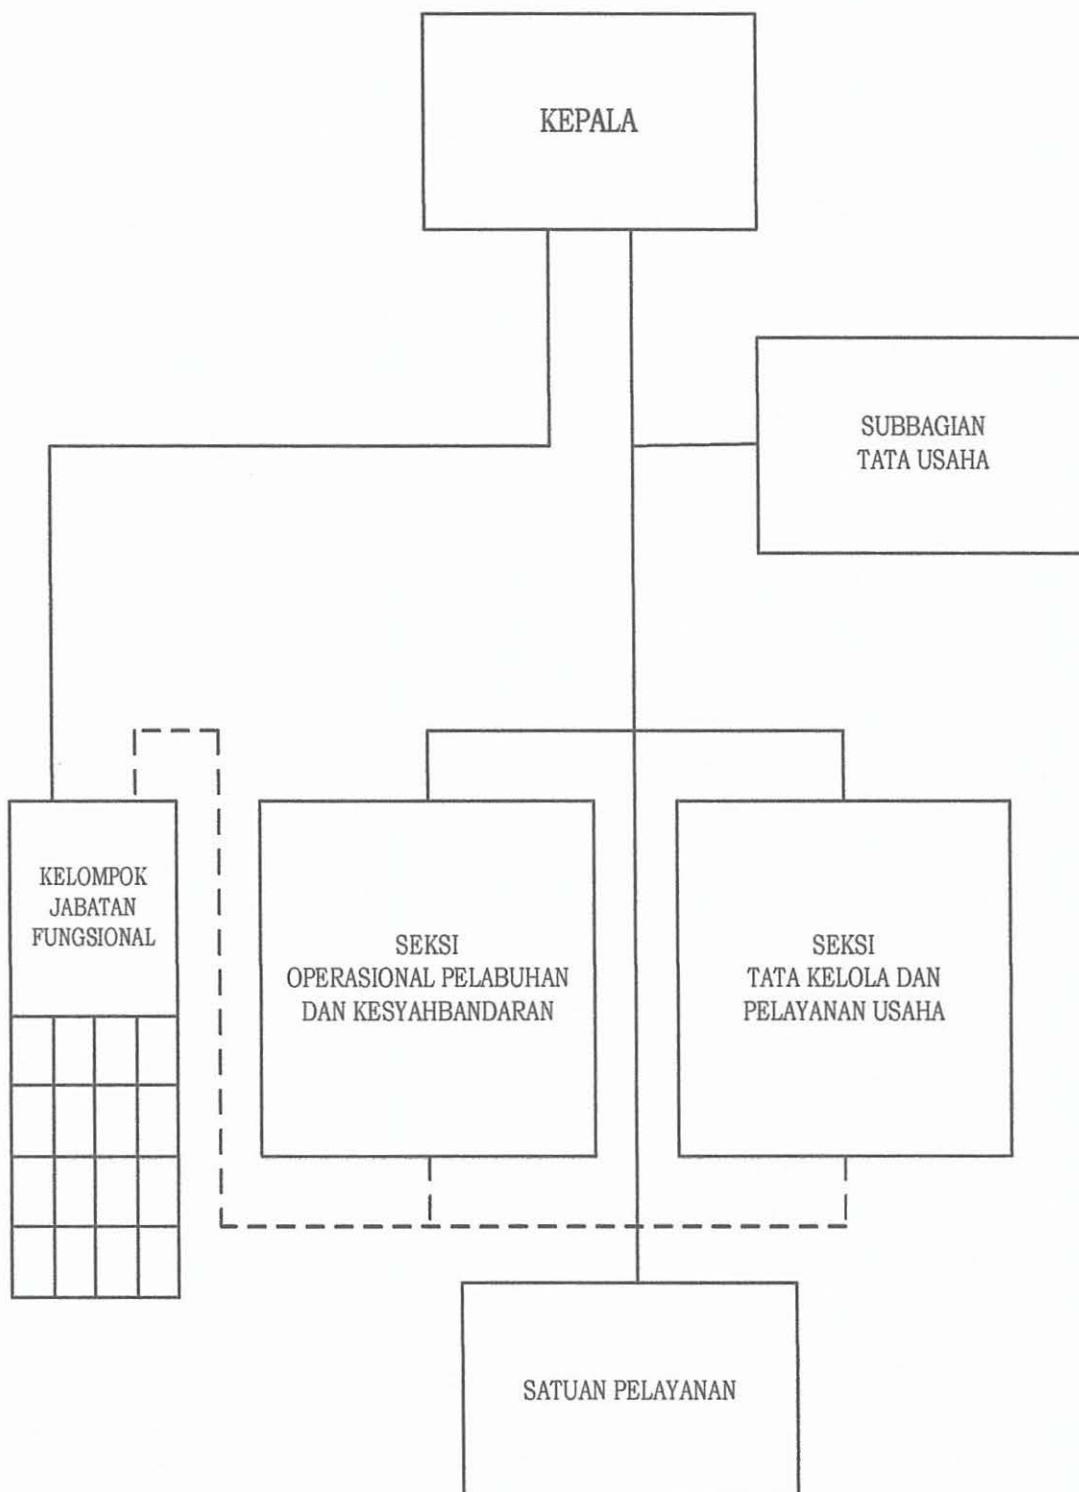 KEPALA
SUBBAGIAN
TATA USAHA
KELOMPOK
JABATAN
FUNGSIONAL
SEKSI
OPERASIONAL PELABUHAN
DAN KESYAHBANDARAN
SEKSI
TATA KELOLA DAN
PELAYANAN USAHA
SATUAN PELAYANAN